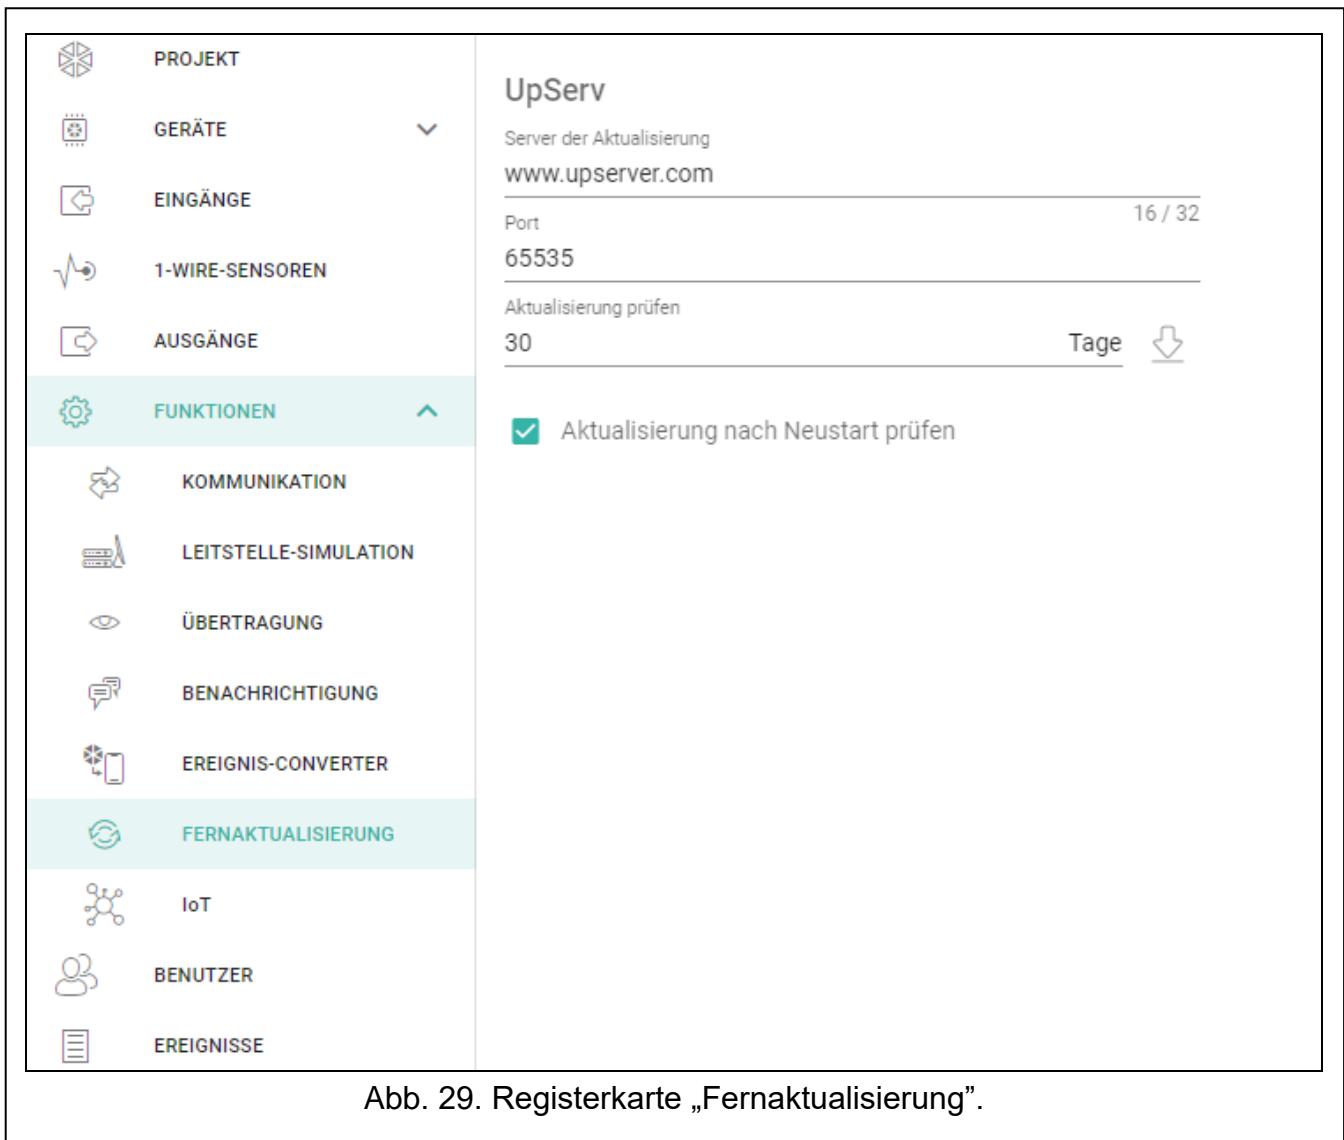 PROJEKT
GERÄTE
EINGÄNGE
1-WIRE-SENSOREN
AUSGÄNGE
FUNKTIONEN
KOMMUNIKATION
LEITSTELLE-SIMULATION
ÜBERTRAGUNG
BENACHRICHTIGUNG
EREIGNIS-CONVERTER
FERNAKTUALISIERUNG
IoT
BENUTZER
EREIGNISSE
UpServ
Server der Aktualisierung
www.upserver.com
16 / 32
Port
65535
Aktualisierung prüfen
30 Tage
Aktualisierung nach Neustart prüfen
Abb. 29. Registerkarte „Fernaktualisierung”.